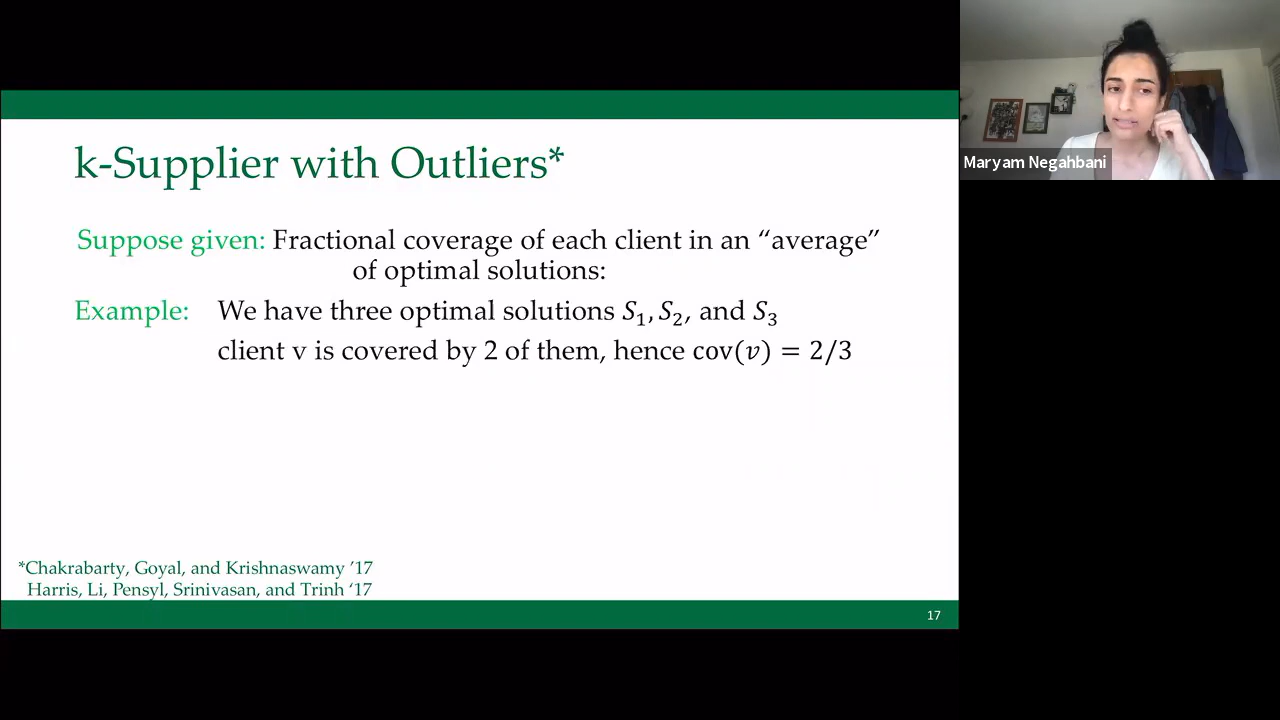 k-Supplier with Outliers*
Suppose given: Fractional coverage of each client in an “average”
of optimal solutions:
Example: We have three optimal solutions S₁, S₂, and S₃
client v is covered by 2 of them, hence cov(v) = 2/3
*Chakrabarty, Goyal, and Krishnaswamy ’17
Harris, Li, Pensyl, Srinivasan, and Trinh ‘17
17
Maryam Negahbani